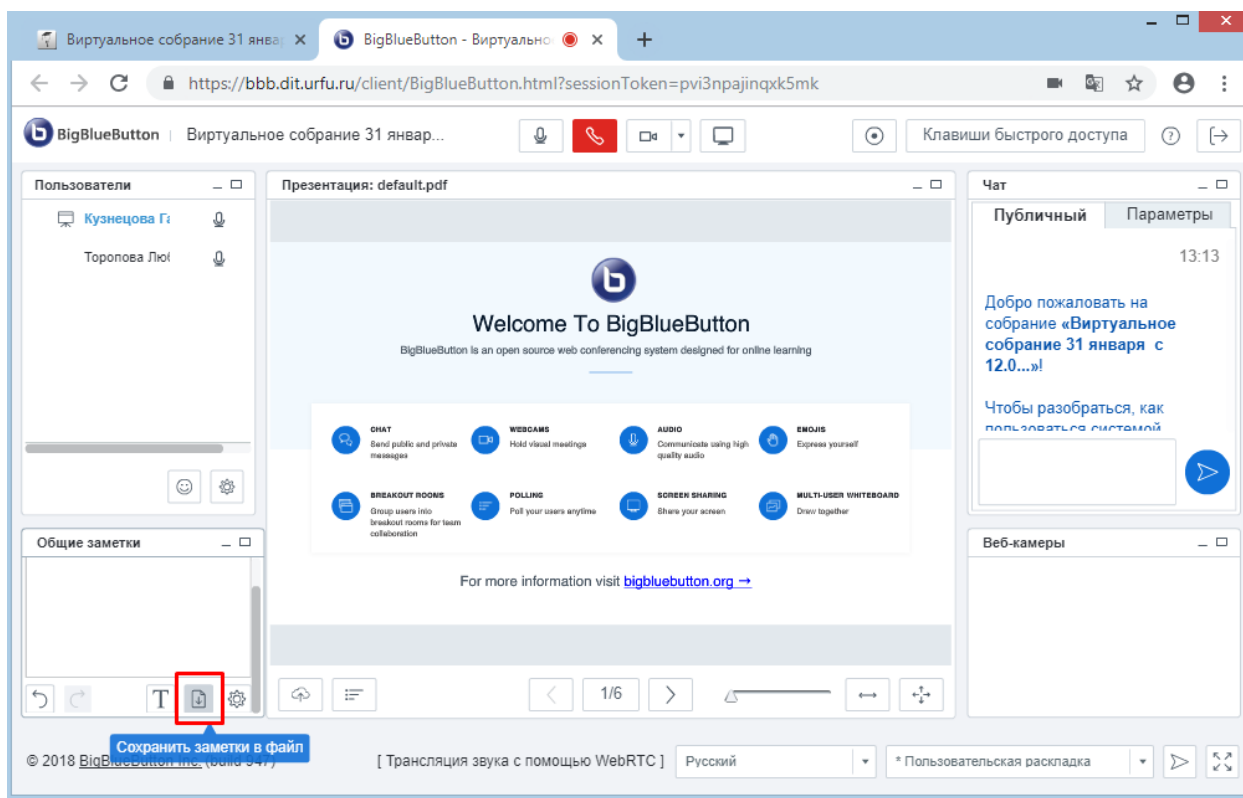 Виртуальное собрание 31 янва
BigBlueButton - Виртуально
https://bbb.dit.urfu.ru/client/BigBlueButton.html?sessionToken=pvi3npajinqxk5mk
BigBlueButton
Виртуальное собрание 31 январ...
Клавиши быстрого доступа
Пользователи
Кузнецова Га
Торопова Люб
Презентация: default.pdf
Welcome To BigBlueButton
BigBlueButton is an open source web conferencing system designed for online learning
CHAT
Send public and private
messages
WEBCAMS
Hold visual meetings
AUDIO
Communicate using high
quality audio
EMOJIS
Express yourself
BREAKOUT ROOMS
Group users into
breakout rooms for team
collaboration
POLLING
Poll your users anytime
SCREEN SHARING
Share your screen
MULTI-USER WHITEBOARD
Draw together
For more information visit bigbluebutton.org →
1/6
Чат
Публичный
Параметры
13:13
Добро пожаловать на
собрание «Виртуальное
собрание 31 января с
12.0...»!
Чтобы разобраться, как
пользоваться системой
Общие заметки
T
Сохранить заметки в файл
Веб-камеры
© 2018 BigBlueButton Inc. (build 947)
[ Трансляция звука с помощью WebRTC ]
Русский
* Пользовательская раскладка